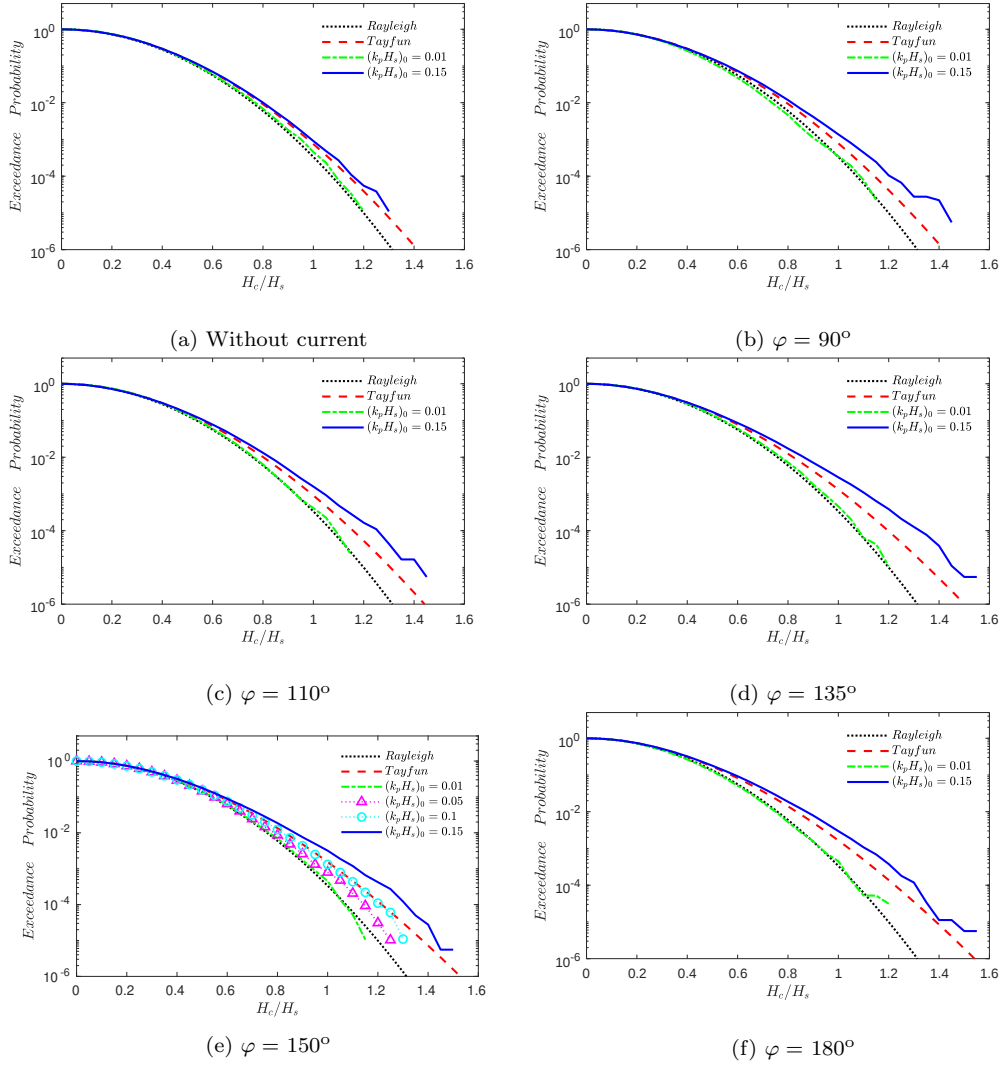 Exceedance Probability
10^0
10^-2
10^-4
10^-6
0 0.2 0.4 0.6 0.8 1 1.2 1.4 1.6
H_c/H_s
Rayleigh
Tayfun
(k_pH_s)_0 = 0.01
(k_pH_s)_0 = 0.15
(a) Without current
Exceedance Probability
10^0
10^-2
10^-4
10^-6
0 0.2 0.4 0.6 0.8 1 1.2 1.4 1.6
H_c/H_s
Rayleigh
Tayfun
(k_pH_s)_0 = 0.01
(k_pH_s)_0 = 0.15
(b) φ = 90º
Exceedance Probability
10^0
10^-2
10^-4
10^-6
0 0.2 0.4 0.6 0.8 1 1.2 1.4 1.6
H_c/H_s
Rayleigh
Tayfun
(k_pH_s)_0 = 0.01
(k_pH_s)_0 = 0.15
(c) φ = 110º
Exceedance Probability
10^0
10^-2
10^-4
10^-6
0 0.2 0.4 0.6 0.8 1 1.2 1.4 1.6
H_c/H_s
Rayleigh
Tayfun
(k_pH_s)_0 = 0.01
(k_pH_s)_0 = 0.15
(d) φ = 135º
Exceedance Probability
10^0
10^-2
10^-4
10^-6
0 0.2 0.4 0.6 0.8 1 1.2 1.4 1.6
H_c/H_s
Rayleigh
Tayfun
(k_pH_s)_0 = 0.01
(k_pH_s)_0 = 0.05
(k_pH_s)_0 = 0.1
(k_pH_s)_0 = 0.15
(e) φ = 150º
Exceedance Probability
10^0
10^-2
10^-4
10^-6
0 0.2 0.4 0.6 0.8 1 1.2 1.4 1.6
H_c/H_s
Rayleigh
Tayfun
(k_pH_s)_0 = 0.01
(k_pH_s)_0 = 0.15
(f) φ = 180º